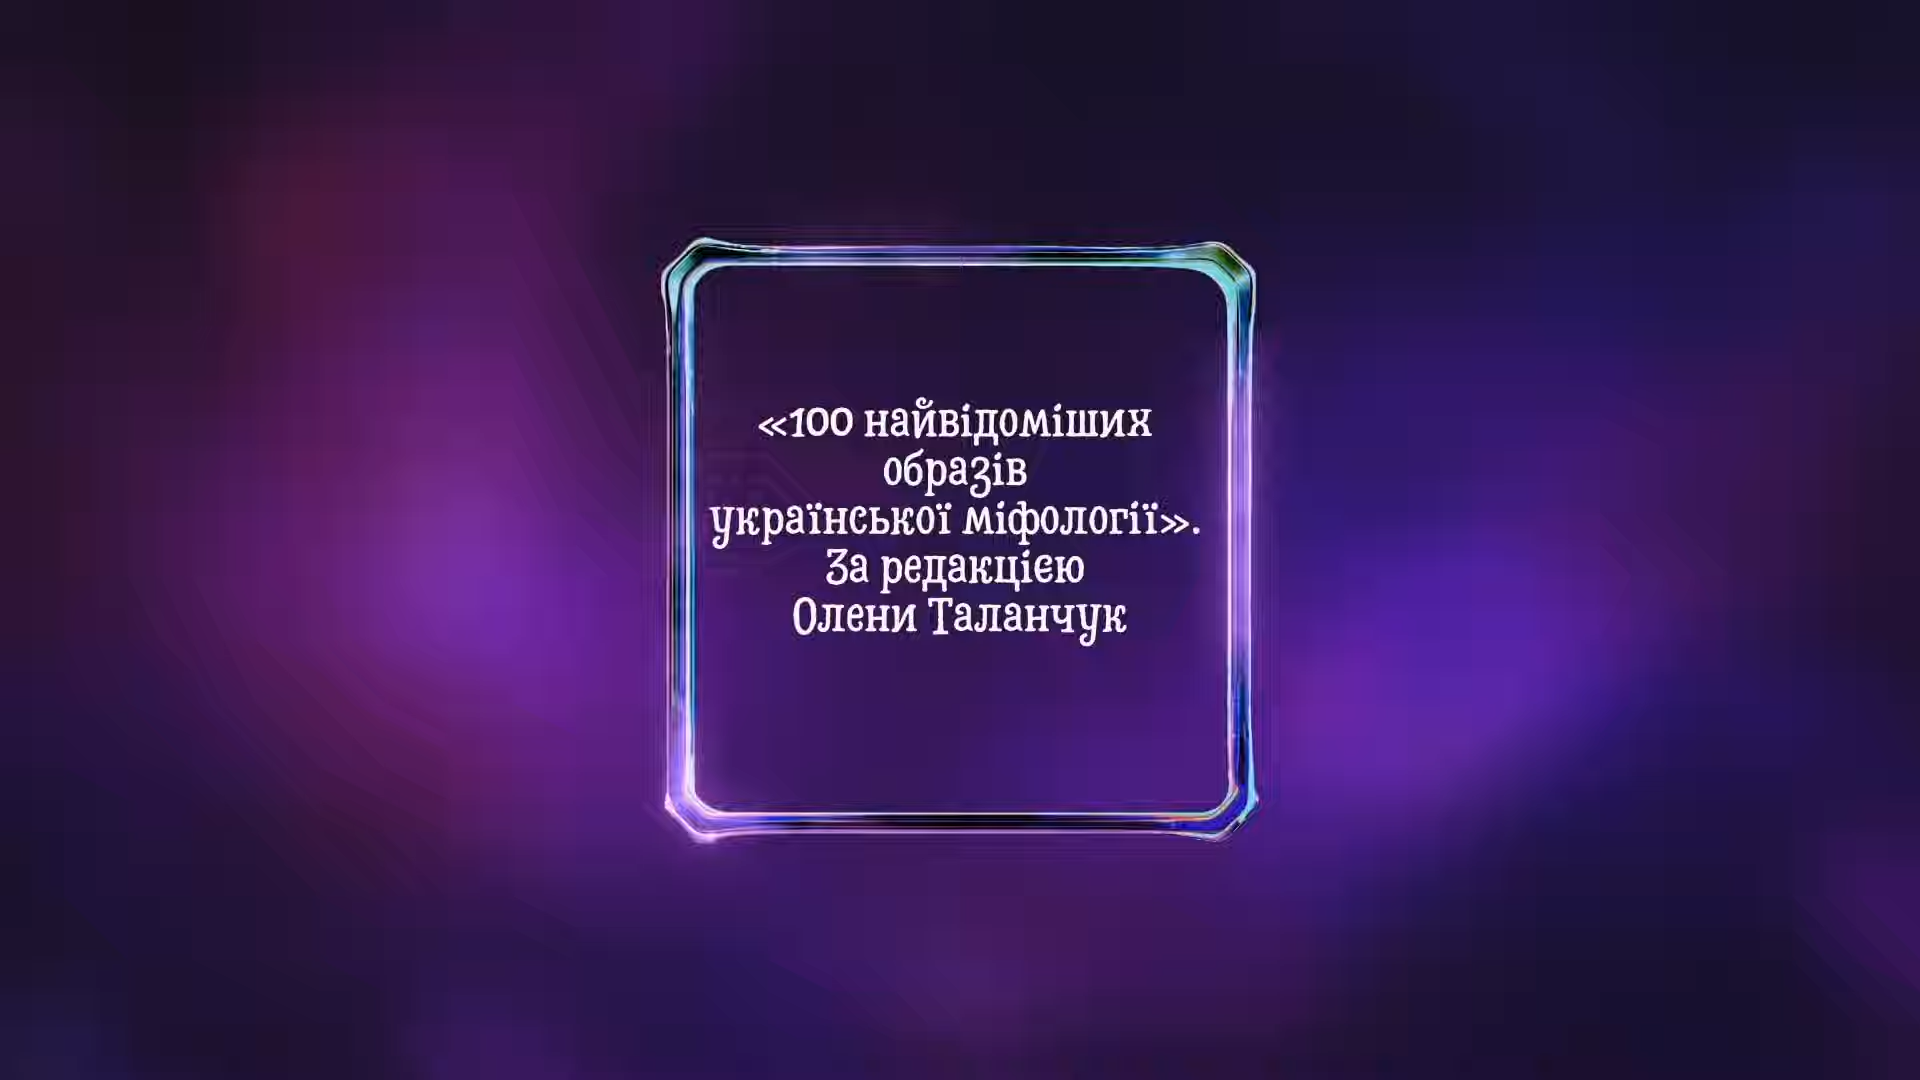 «100 найвідоміших
образів
української міфології».
За редакцією
Олени Таланчук